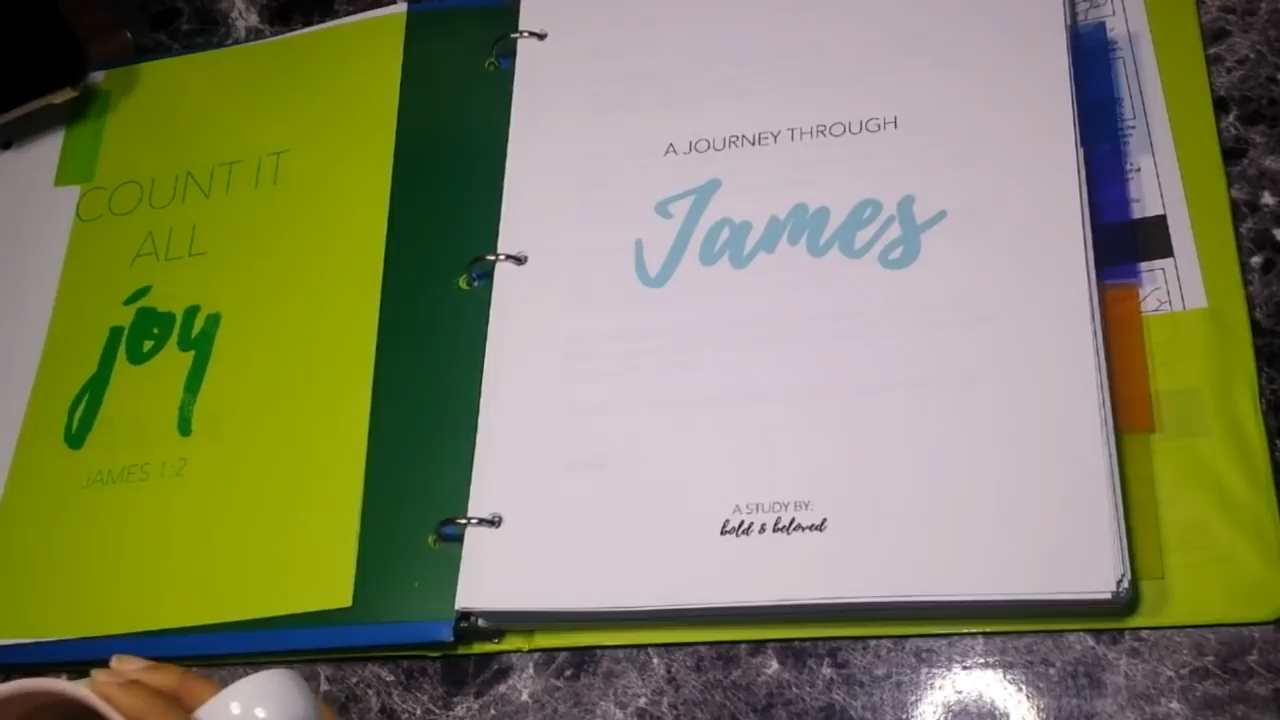 COUNT IT
ALL
joy
JAMES 1:2
A JOURNEY THROUGH
James
A STUDY BY:
bold & beloved